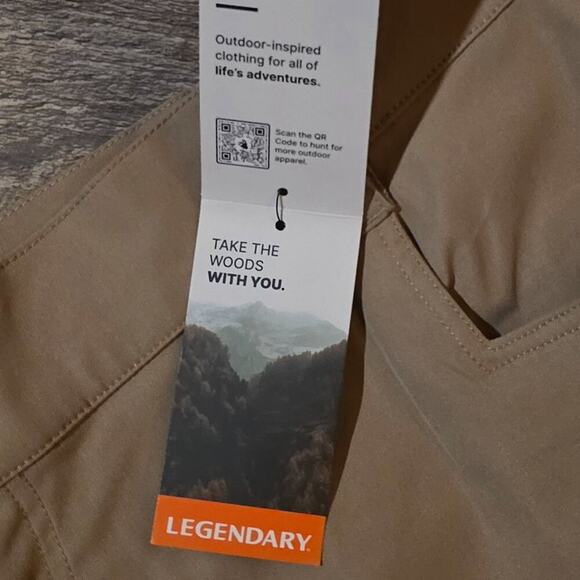 Outdoor-inspired
clothing for all of
life's adventures.
Scan the QR
Code to hunt for
more outdoor
apparel.
TAKE THE
WOODS
WITH YOU.
LEGENDARY